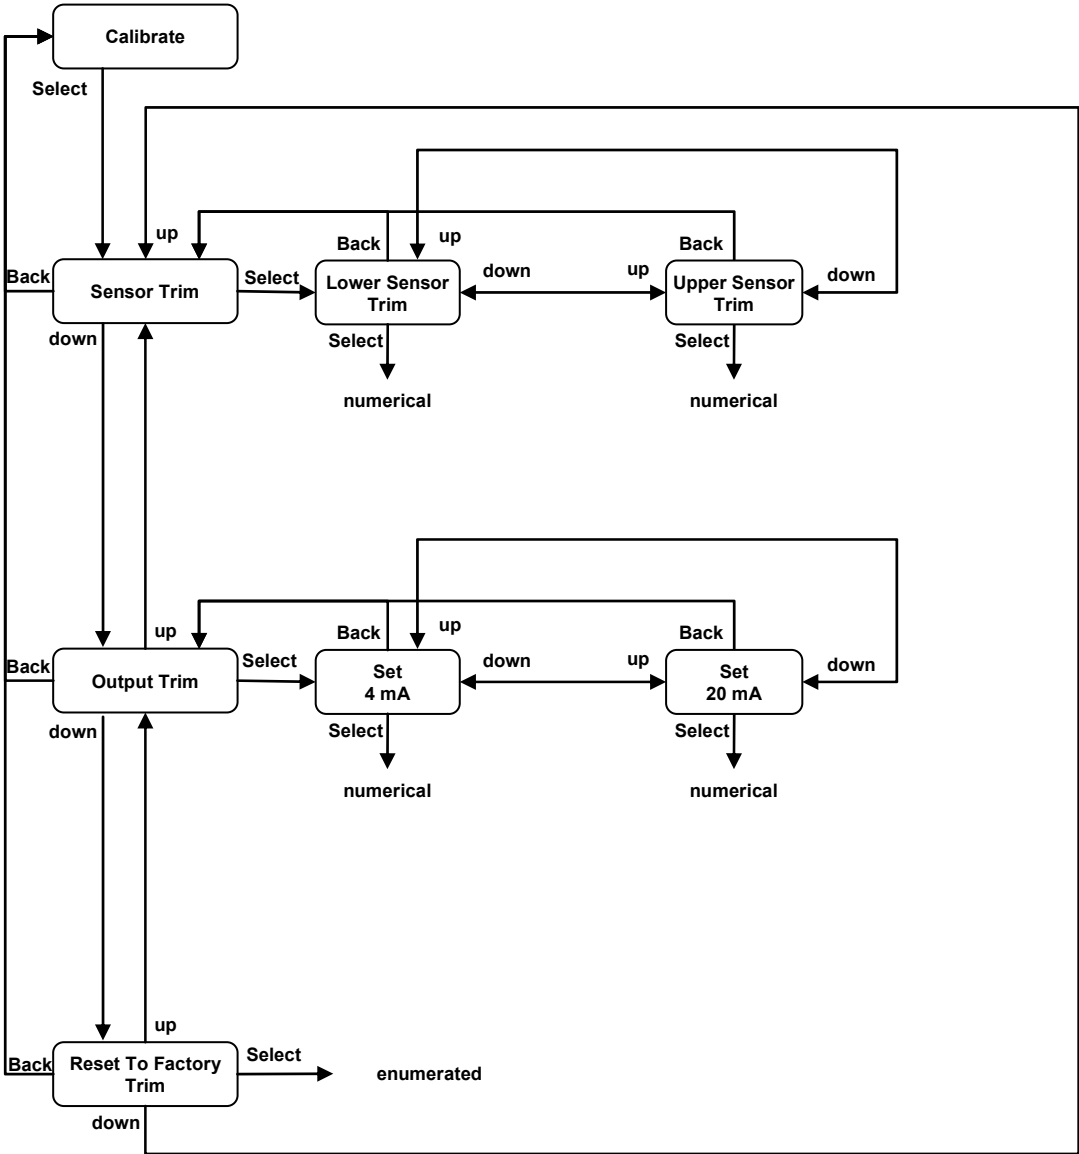 Calibrate
Select
up
Back
up
Back
Back
Select
down
up
down
Sensor Trim
Lower Sensor
Trim
Upper Sensor
Trim
down
Select
Select
numerical
numerical
up
Back
up
Back
Back
Select
down
up
down
Output Trim
Set
4 mA
Set
20 mA
down
Select
Select
numerical
numerical
up
Back
Select
Reset To Factory
Trim
enumerated
down